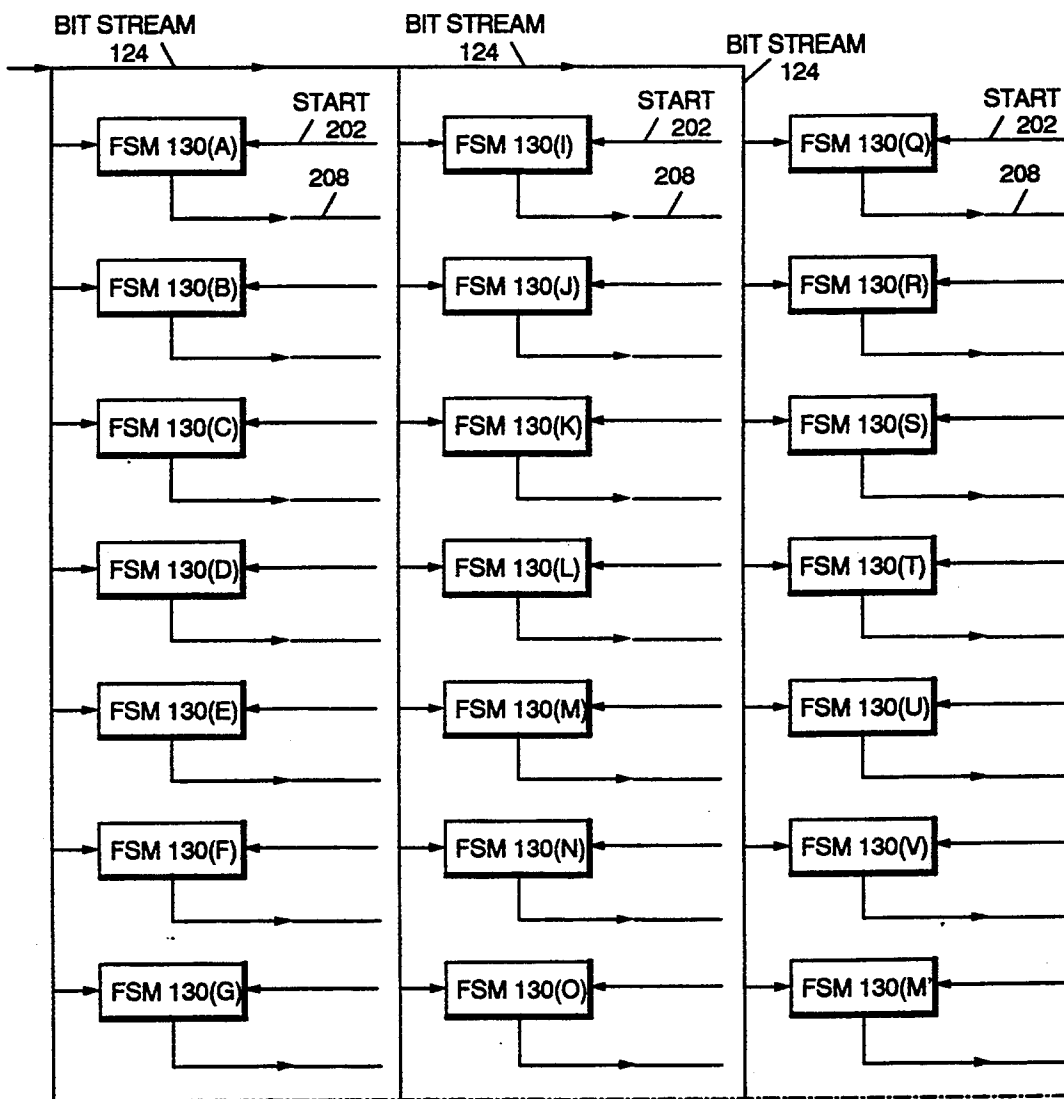 BIT STREAM
124
BIT STREAM
124
BIT STREAM
124
START
202
FSM 130(A)
208
START
202
FSM 130(I)
208
START
202
FSM 130(Q)
208
FSM 130(B)
FSM 130(J)
FSM 130(R)
FSM 130(C)
FSM 130(K)
FSM 130(S)
FSM 130(D)
FSM 130(L)
FSM 130(T)
FSM 130(E)
FSM 130(M)
FSM 130(U)
FSM 130(F)
FSM 130(N)
FSM 130(V)
FSM 130(G)
FSM 130(O)
FSM 130(M'